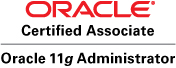 ORACLE
Certified Associate
Oracle 11g Administrator